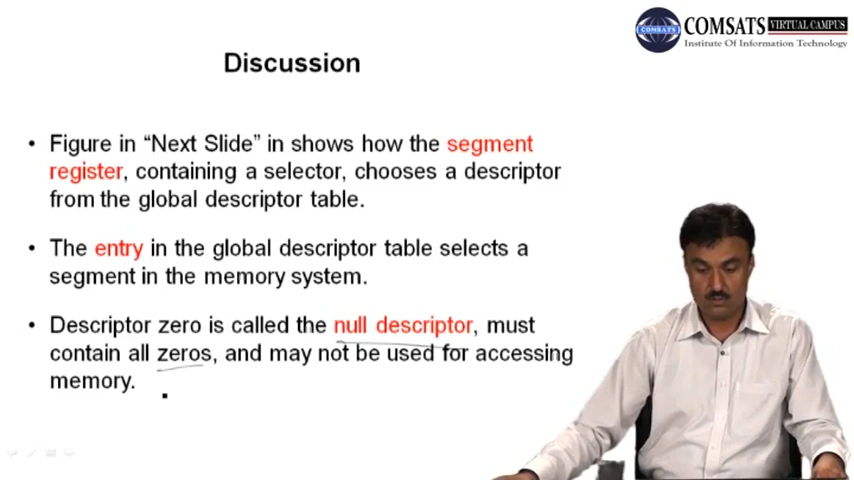 COMSATS VIRTUAL CAMPUS
COMSATS
Institute Of Information Technology
Discussion
• Figure in “Next Slide” in shows how the segment
register, containing a selector, chooses a descriptor
from the global descriptor table.
• The entry in the global descriptor table selects a
segment in the memory system.
• Descriptor zero is called the null descriptor, must
contain all zeros, and may not be used for accessing
memory.